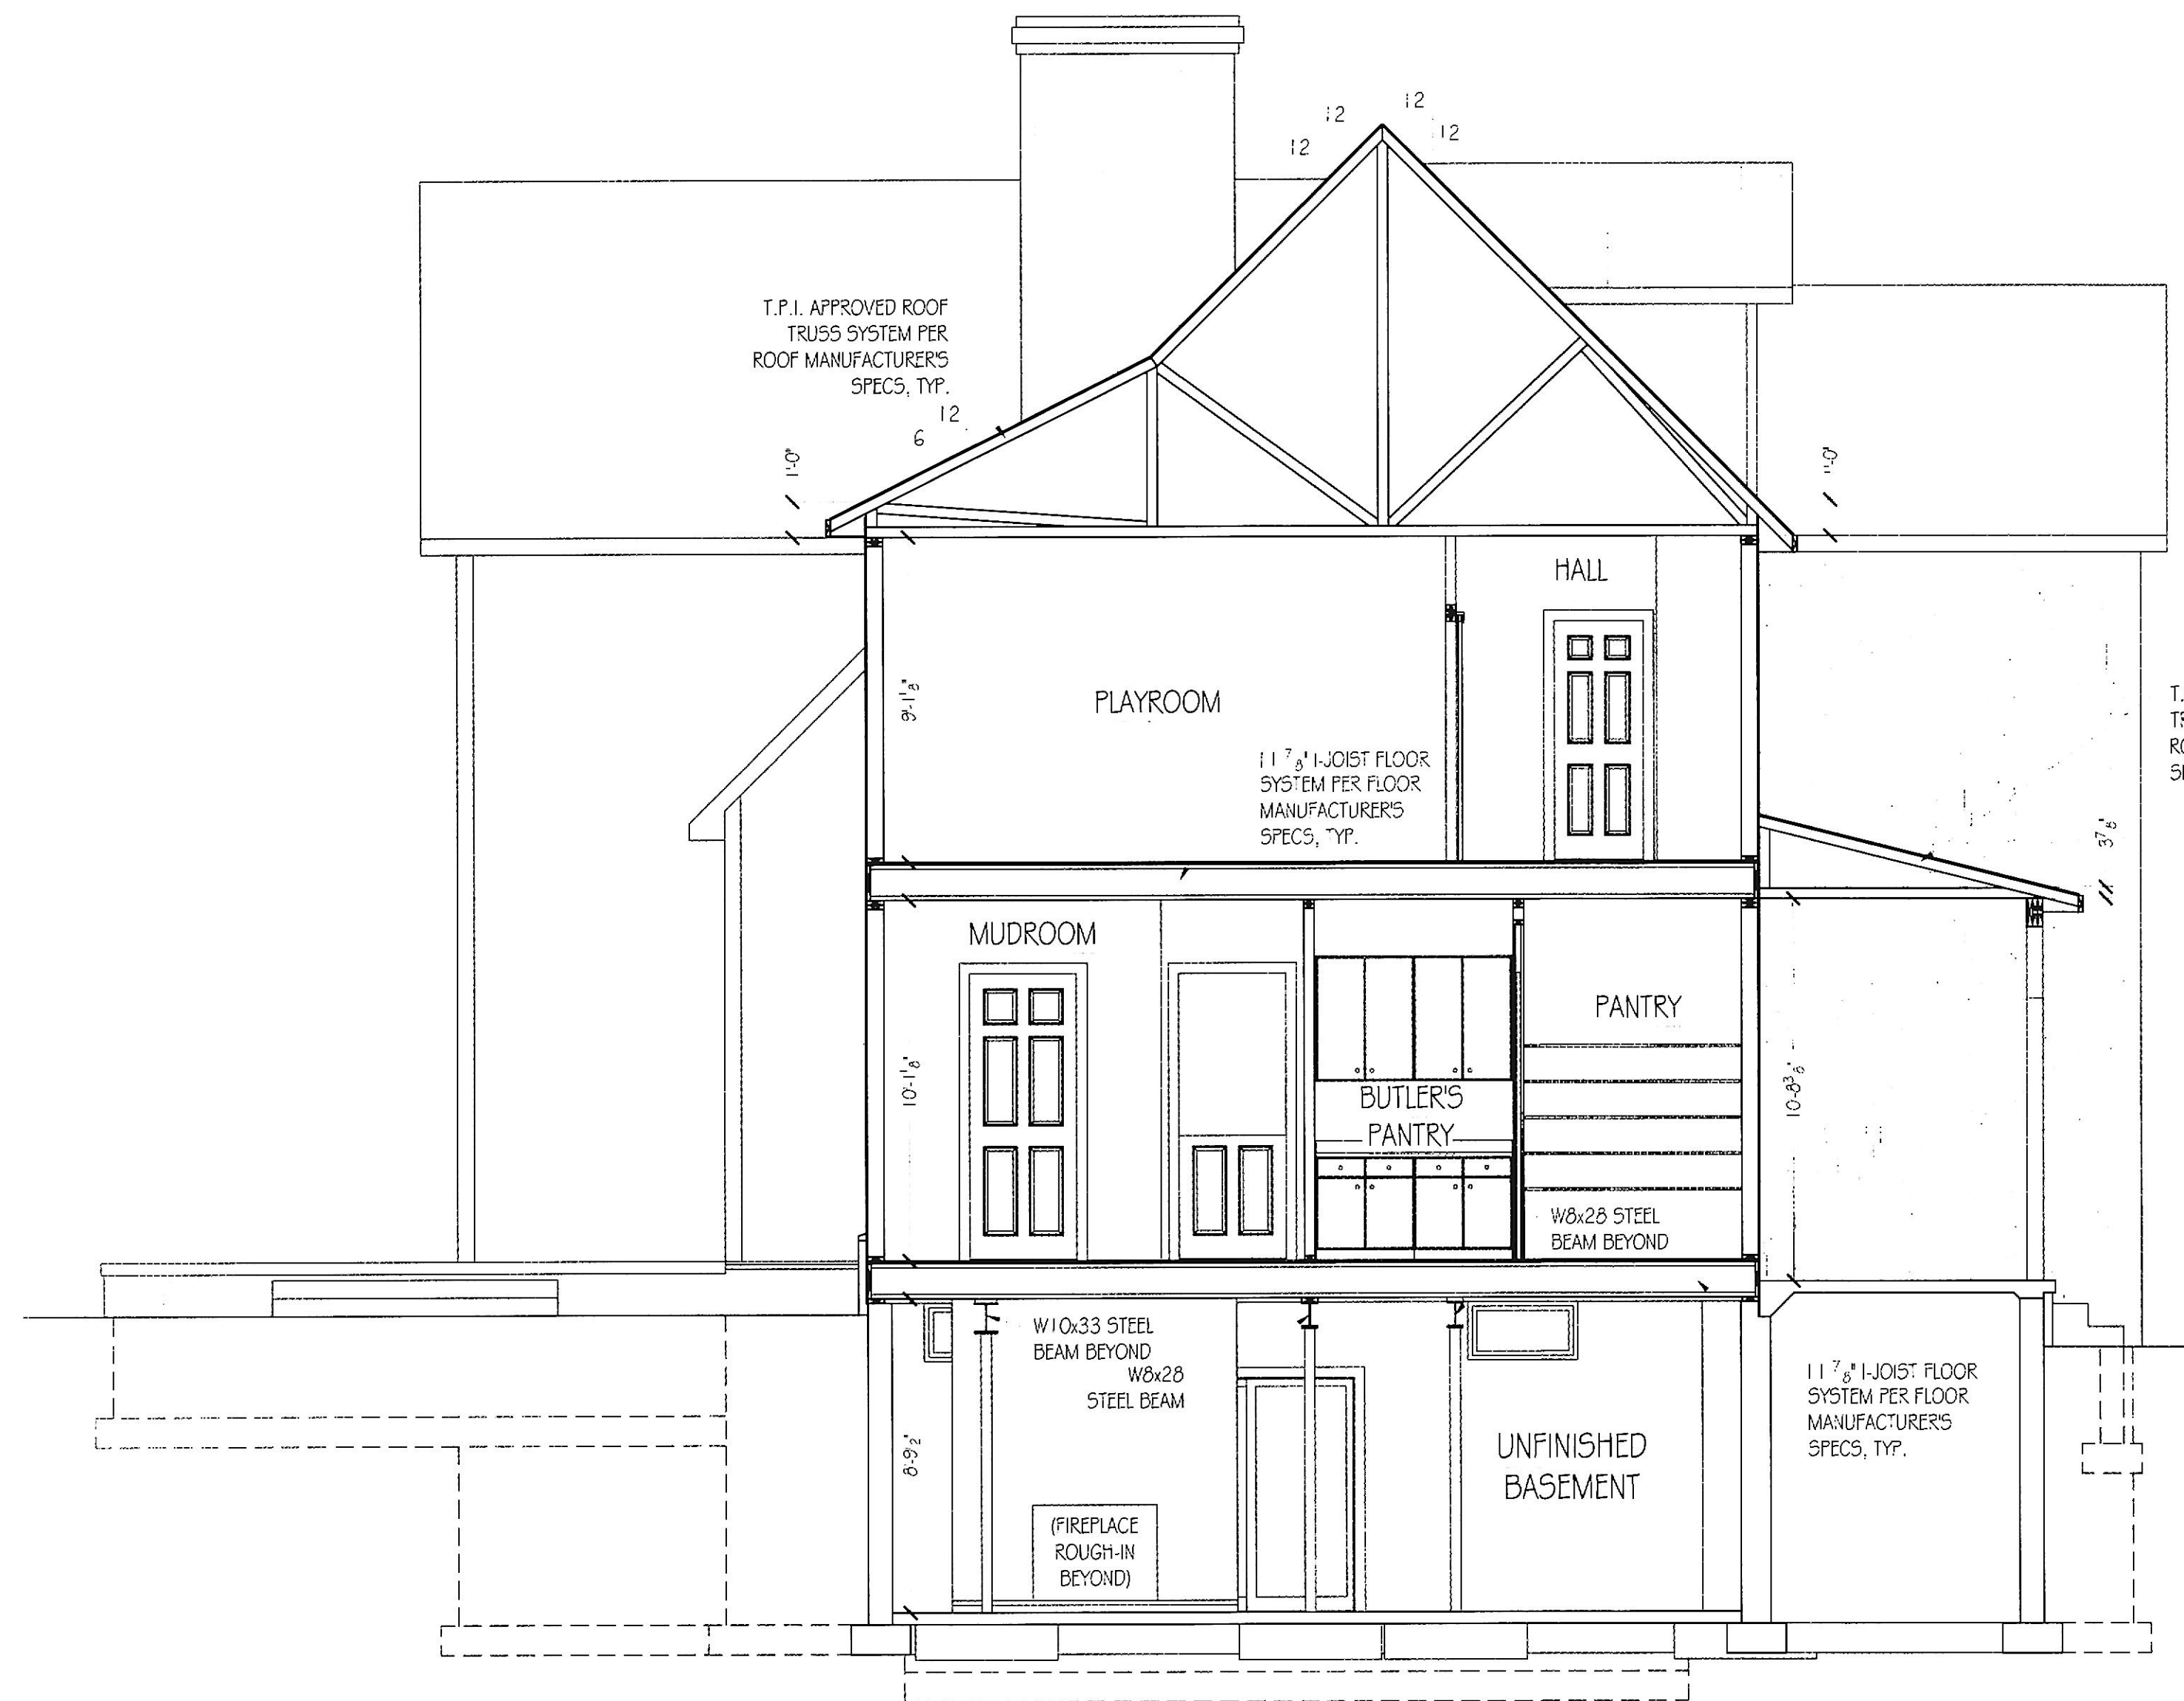 12
12
12
12
T.P.I. APPROVED ROOF
TRUSS SYSTEM PER
ROOF MANUFACTURER'S
SPECS, TYP.
12
6
1'-0"
1'-0"
HALL
9'-1 1/8"
PLAYROOM
11 7/8" I-JOIST FLOOR
SYSTEM PER FLOOR
MANUFACTURER'S
SPECS, TYP.
3 7/8"
MUDROOM
PANTRY
10'-1 1/8"
BUTLER'S
PANTRY
10'-8 3/8"
W8x28 STEEL
BEAM BEYOND
W10x33 STEEL
BEAM BEYOND
W8x28
STEEL BEAM
11 7/8" I-JOIST FLOOR
SYSTEM PER FLOOR
MANUFACTURER'S
SPECS, TYP.
8'-9 1/2"
UNFINISHED
BASEMENT
(FIREPLACE
ROUGH-IN
BEYOND)